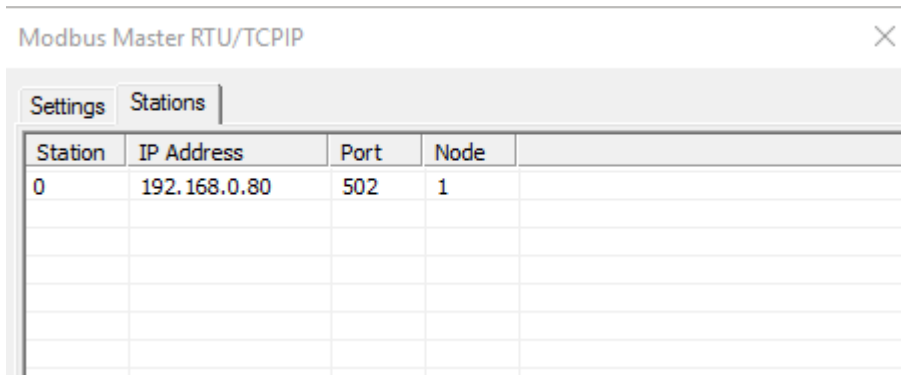 Modbus Master RTU/TCPIP
Settings Stations
Station IP Address Port Node
0 192.168.0.80 502 1